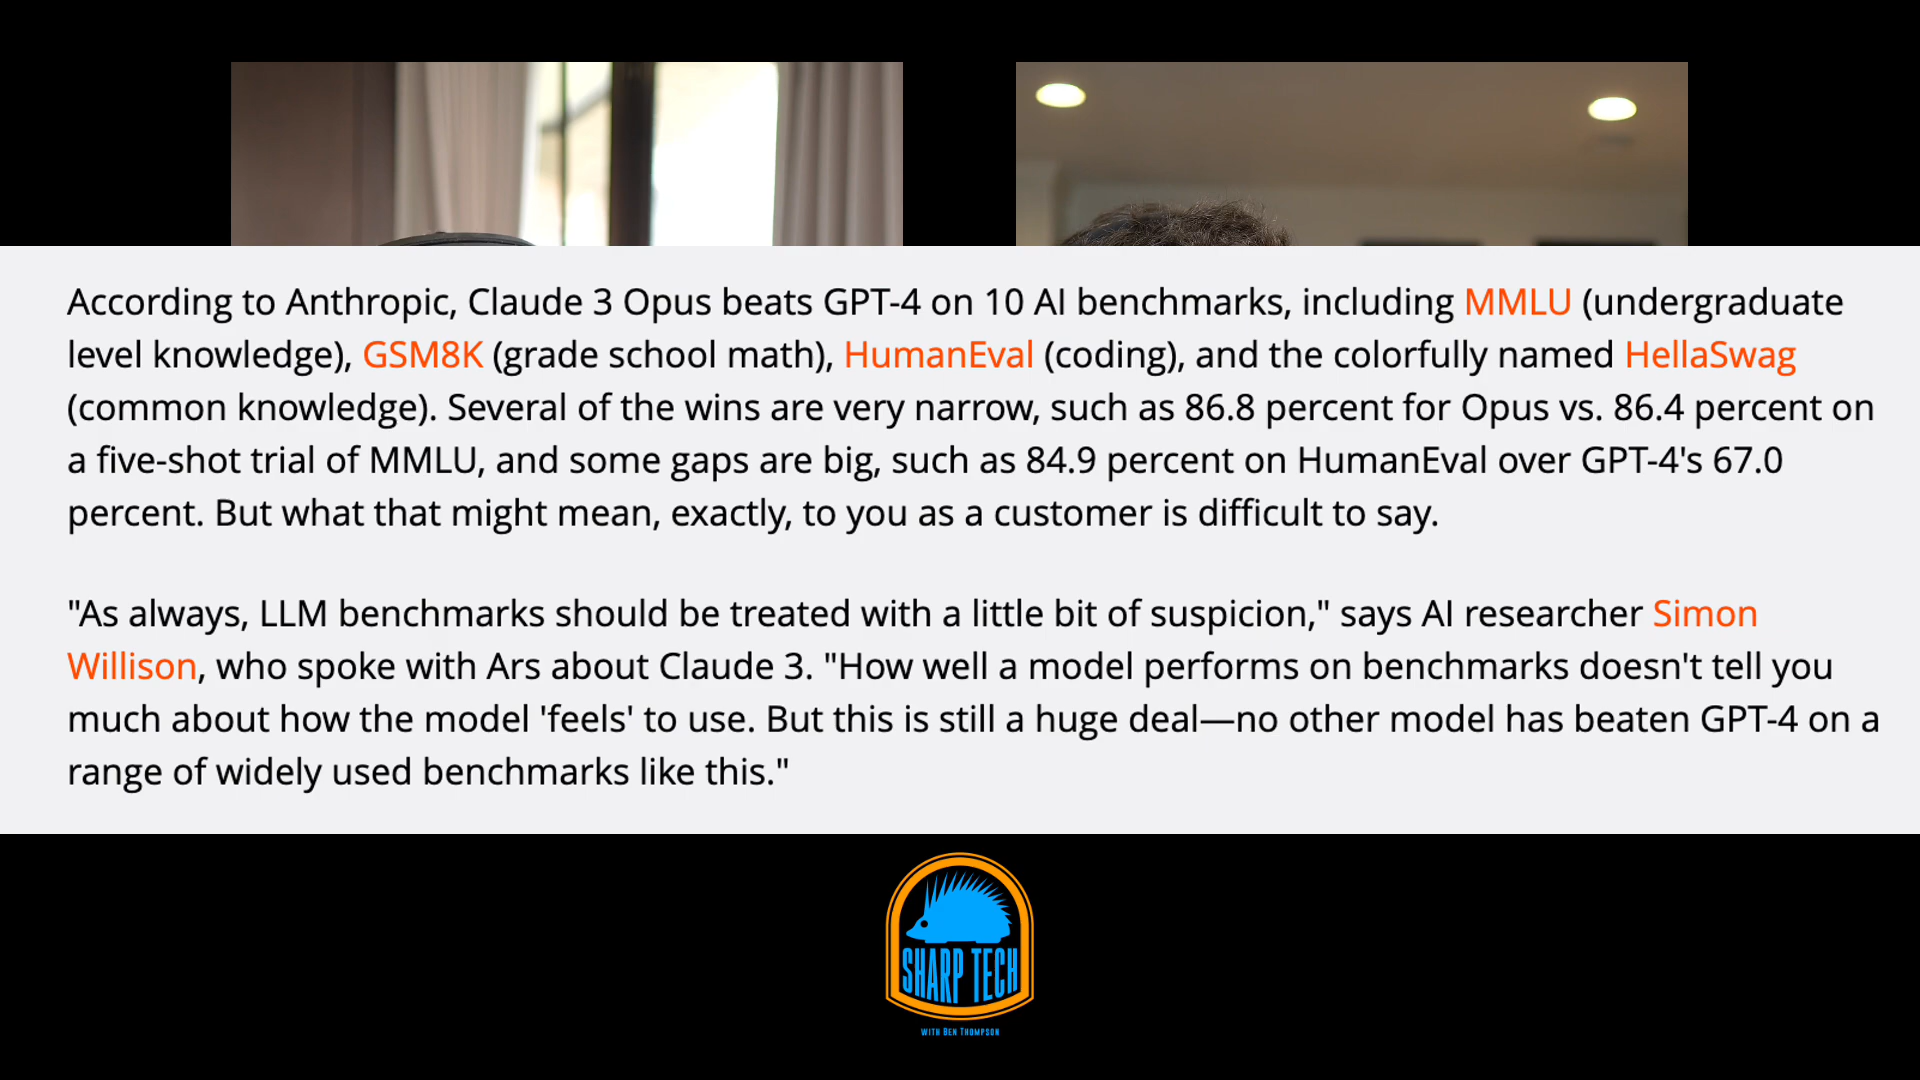 According to Anthropic, Claude 3 Opus beats GPT-4 on 10 AI benchmarks, including MMLU (undergraduate
level knowledge), GSM8K (grade school math), HumanEval (coding), and the colorfully named HellaSwag
(common knowledge). Several of the wins are very narrow, such as 86.8 percent for Opus vs. 86.4 percent on
a five-shot trial of MMLU, and some gaps are big, such as 84.9 percent on HumanEval over GPT-4's 67.0
percent. But what that might mean, exactly, to you as a customer is difficult to say.
"As always, LLM benchmarks should be treated with a little bit of suspicion," says AI researcher Simon
Willison, who spoke with Ars about Claude 3. "How well a model performs on benchmarks doesn't tell you
much about how the model 'feels' to use. But this is still a huge deal—no other model has beaten GPT-4 on a
range of widely used benchmarks like this."
SHARP TECH
WITH BEN THOMPSON